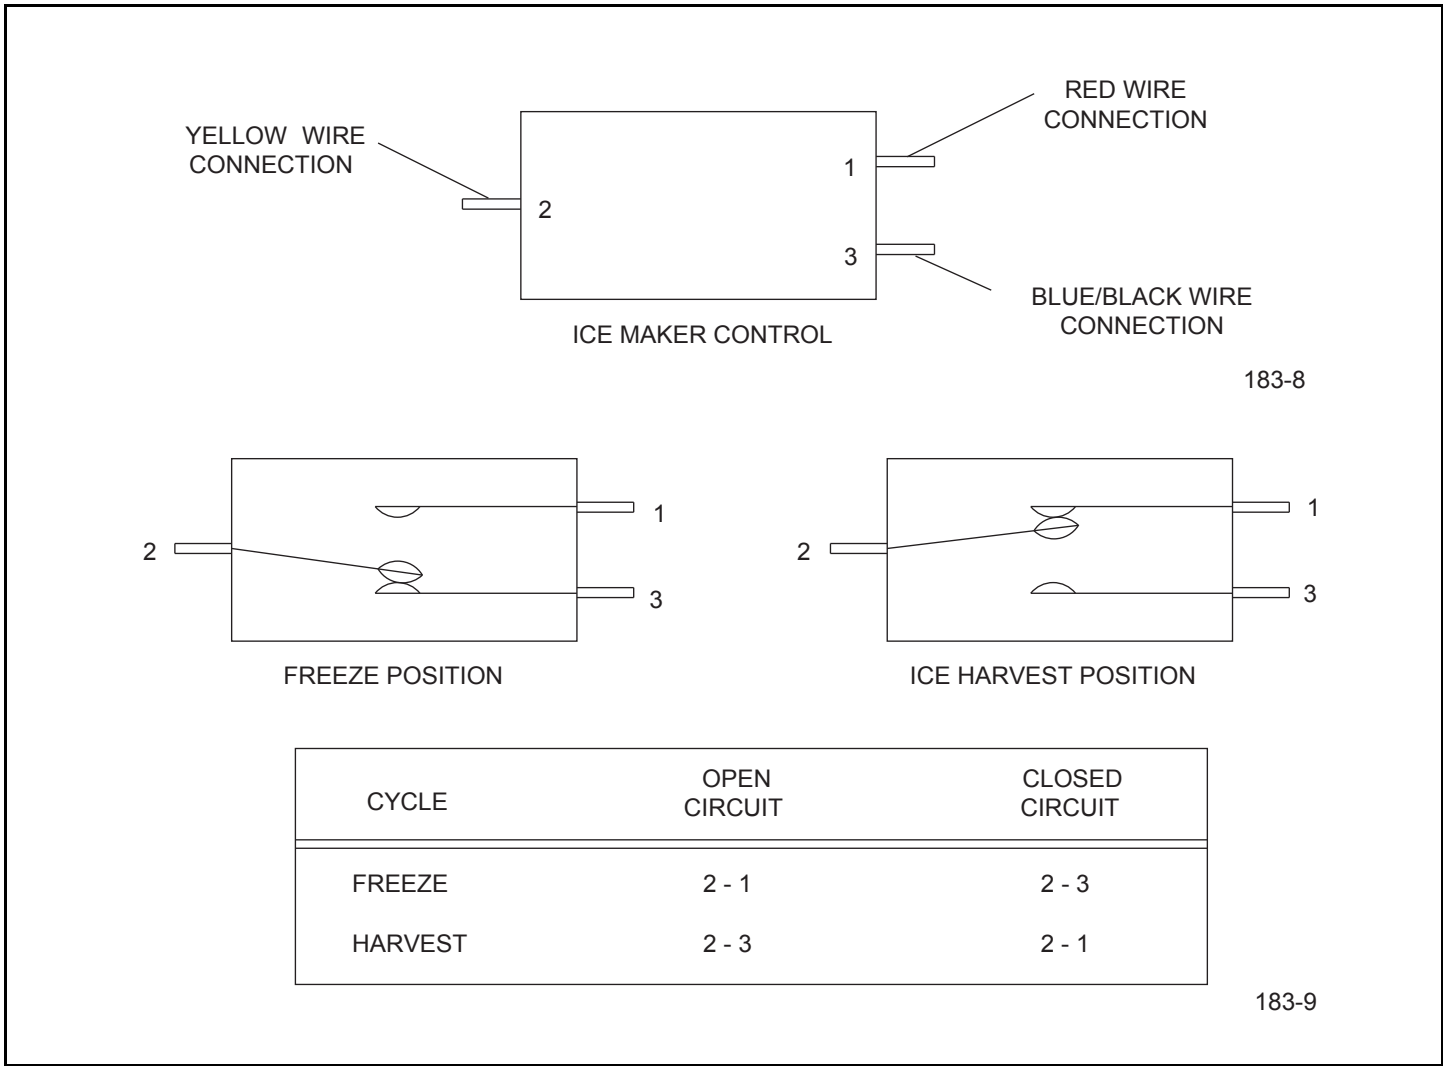 RED WIRE
CONNECTION
YELLOW WIRE
CONNECTION
1
2
3
BLUE/BLACK WIRE
CONNECTION
ICE MAKER CONTROL
183-8
1
2
3
FREEZE POSITION
1
2
3
ICE HARVEST POSITION
CYCLE OPEN CIRCUIT CLOSED CIRCUIT
FREEZE 2 - 1 2 - 3
HARVEST 2 - 3 2 - 1
183-9